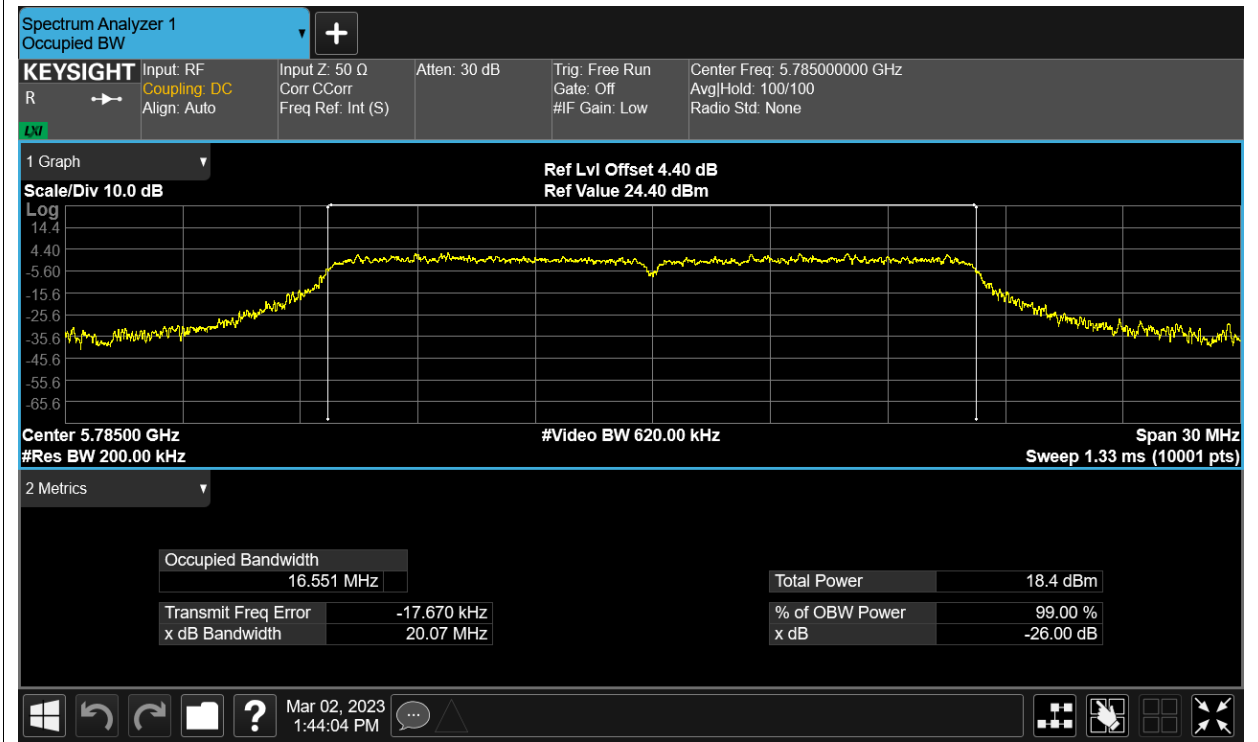 Spectrum Analyzer 1
Occupied BW
KEYSIGHT Input: RF Input Z: 50 Ω Atten: 30 dB Trig: Free Run Center Freq: 5.785000000 GHz
R Coupling: DC Corr CCorr Gate: Off Avg|Hold: 100/100
Align: Auto Freq Ref: Int (S) #IF Gain: Low Radio Std: None
LXI
1 Graph
Ref Lvl Offset 4.40 dB
Scale/Div 10.0 dB Ref Value 24.40 dBm
Log
14.4
4.40
-5.60
-15.6
-25.6
-35.6
-45.6
-55.6
-65.6
Center 5.78500 GHz #Video BW 620.00 kHz Span 30 MHz
#Res BW 200.00 kHz Sweep 1.33 ms (10001 pts)
2 Metrics
Occupied Bandwidth
16.551 MHz Total Power 18.4 dBm
Transmit Freq Error -17.670 kHz % of OBW Power 99.00 %
x dB Bandwidth 20.07 MHz x dB -26.00 dB
? Mar 02, 2023
1:44:04 PM